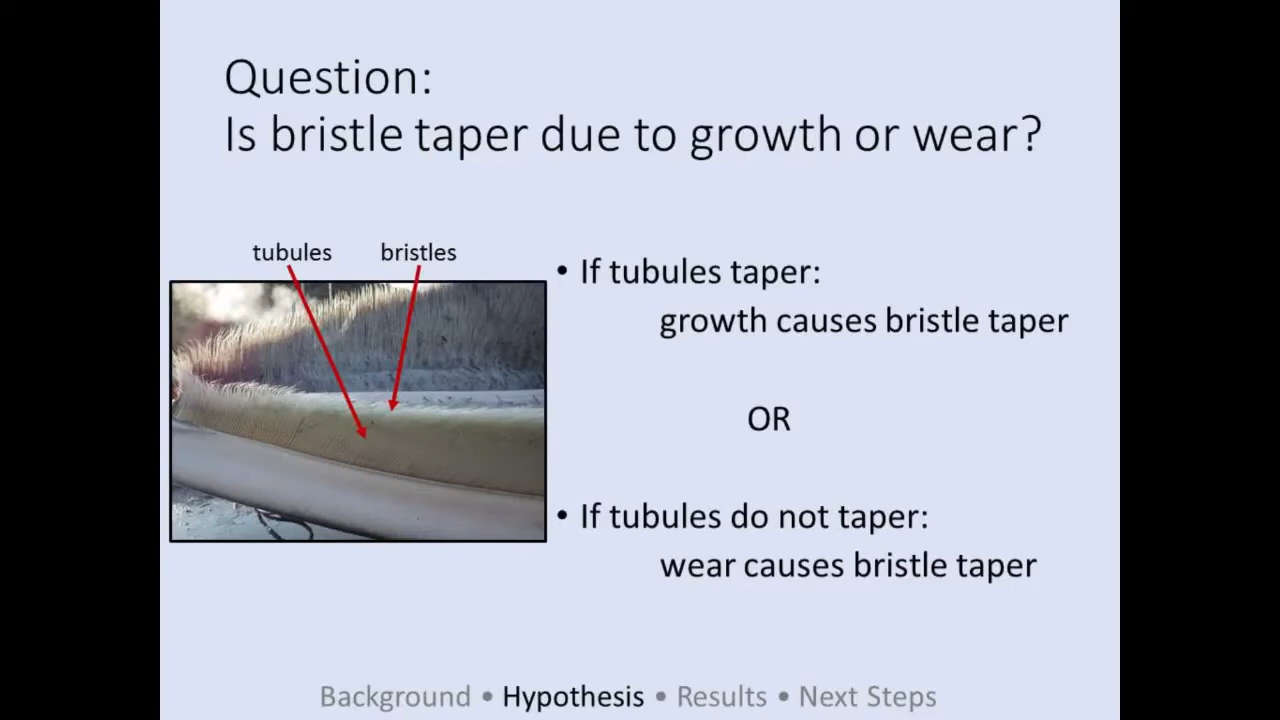 Question:
Is bristle taper due to growth or wear?
tubules bristles
• If tubules taper:
growth causes bristle taper
OR
• If tubules do not taper:
wear causes bristle taper
Background • Hypothesis • Results • Next Steps